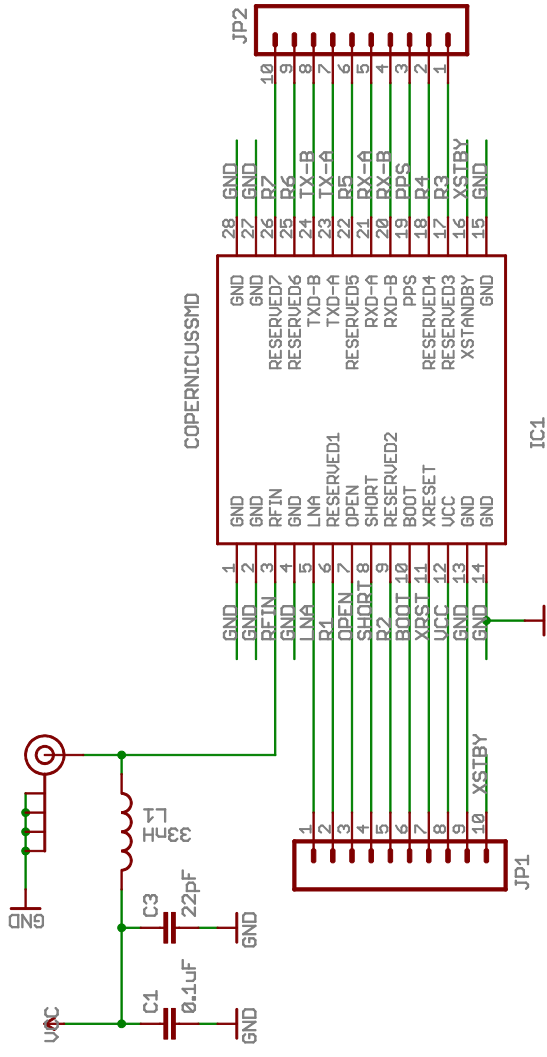 JP2
10
9
8
7
6
5
4
3
2
1
GND
GND
R7
R6
TX-B
TX-A
R5
RX-A
RX-B
PPS
R4
R3
XSTBY
GND
28
27
26
25
24
23
22
21
20
19
18
17
16
15
GND
GND
RESERVED7
RESERVED6
TXD-B
TXD-A
RESERVED5
RXD-A
RXD-B
PPS
RESERVED4
RESERVED3
XSTANDBY
GND
COPERNICUSSMD
IC1
GND
GND
RFIN
GND
LNA
RESERVED1
OPEN
SHORT
RESERVED2
BOOT
XRESET
VCC
GND
GND
1
2
3
4
5
6
7
8
9
10
11
12
13
14
GND
GND
RFIN
GND
LNA
R1
OPEN
SHORT
R2
BOOT
XRST
VCC
GND
GND
XSTBY
1
2
3
4
5
6
7
8
9
10
JP1
33nH
L1
GND
C3
22pF
GND
VCC
C1
0.1uF
GND